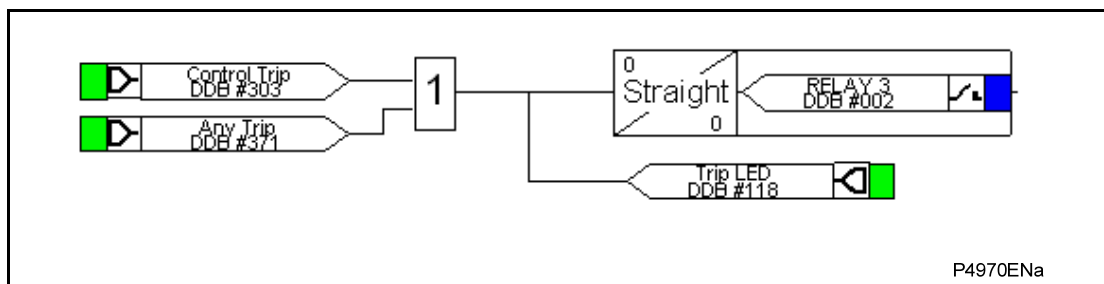 Control Trip
DDB #303
Any Trip
DDB #371
1
0
Straight
0
RELAY 3
DDB #002
Trip LED
DDB #118
P4970ENa